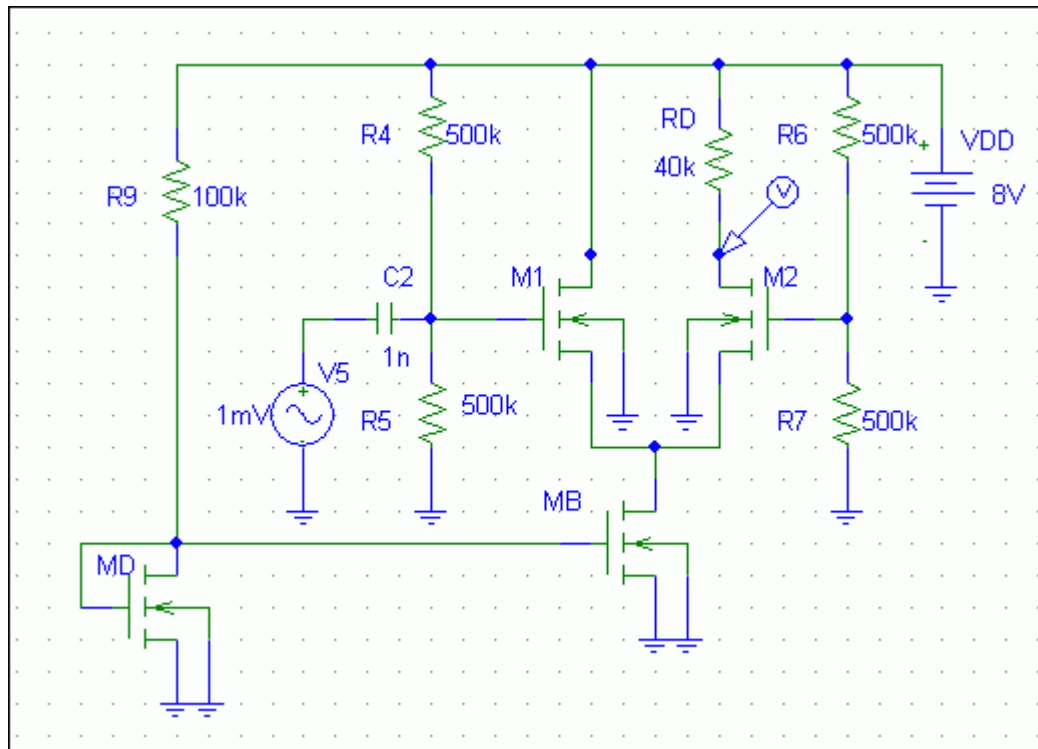 R4
500k
RD
40k
R6
500k
+
VDD
8V
-
R9
100k
C2
1n
M1
V
M2
V5
+
1mV
-
R5
500k
R7
500k
MB
MD